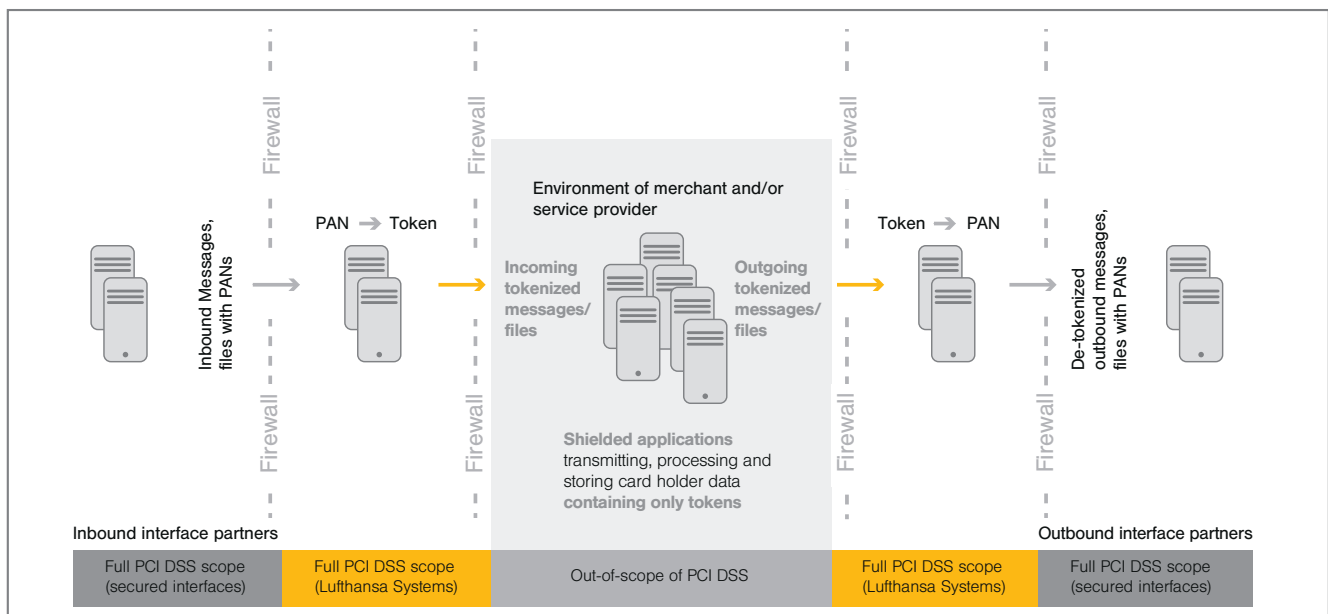 Firewall
Firewall
Firewall
Firewall
Environment of merchant and/or
service provider
Inbound Messages,
files with PANs
PAN → Token
Incoming
tokenized
messages/
files
Outgoing
tokenized
messages/
files
Token → PAN
De-tokenized
outbound messages,
files with PANs
Firewall
Firewall
Firewall
Firewall
Shielded applications
transmitting, processing and
storing card holder data
containing only tokens
Inbound interface partners
Outbound interface partners
Full PCI DSS scope
(secured interfaces)
Full PCI DSS scope
(Lufthansa Systems)
Out-of-scope of PCI DSS
Full PCI DSS scope
(Lufthansa Systems)
Full PCI DSS scope
(secured interfaces)